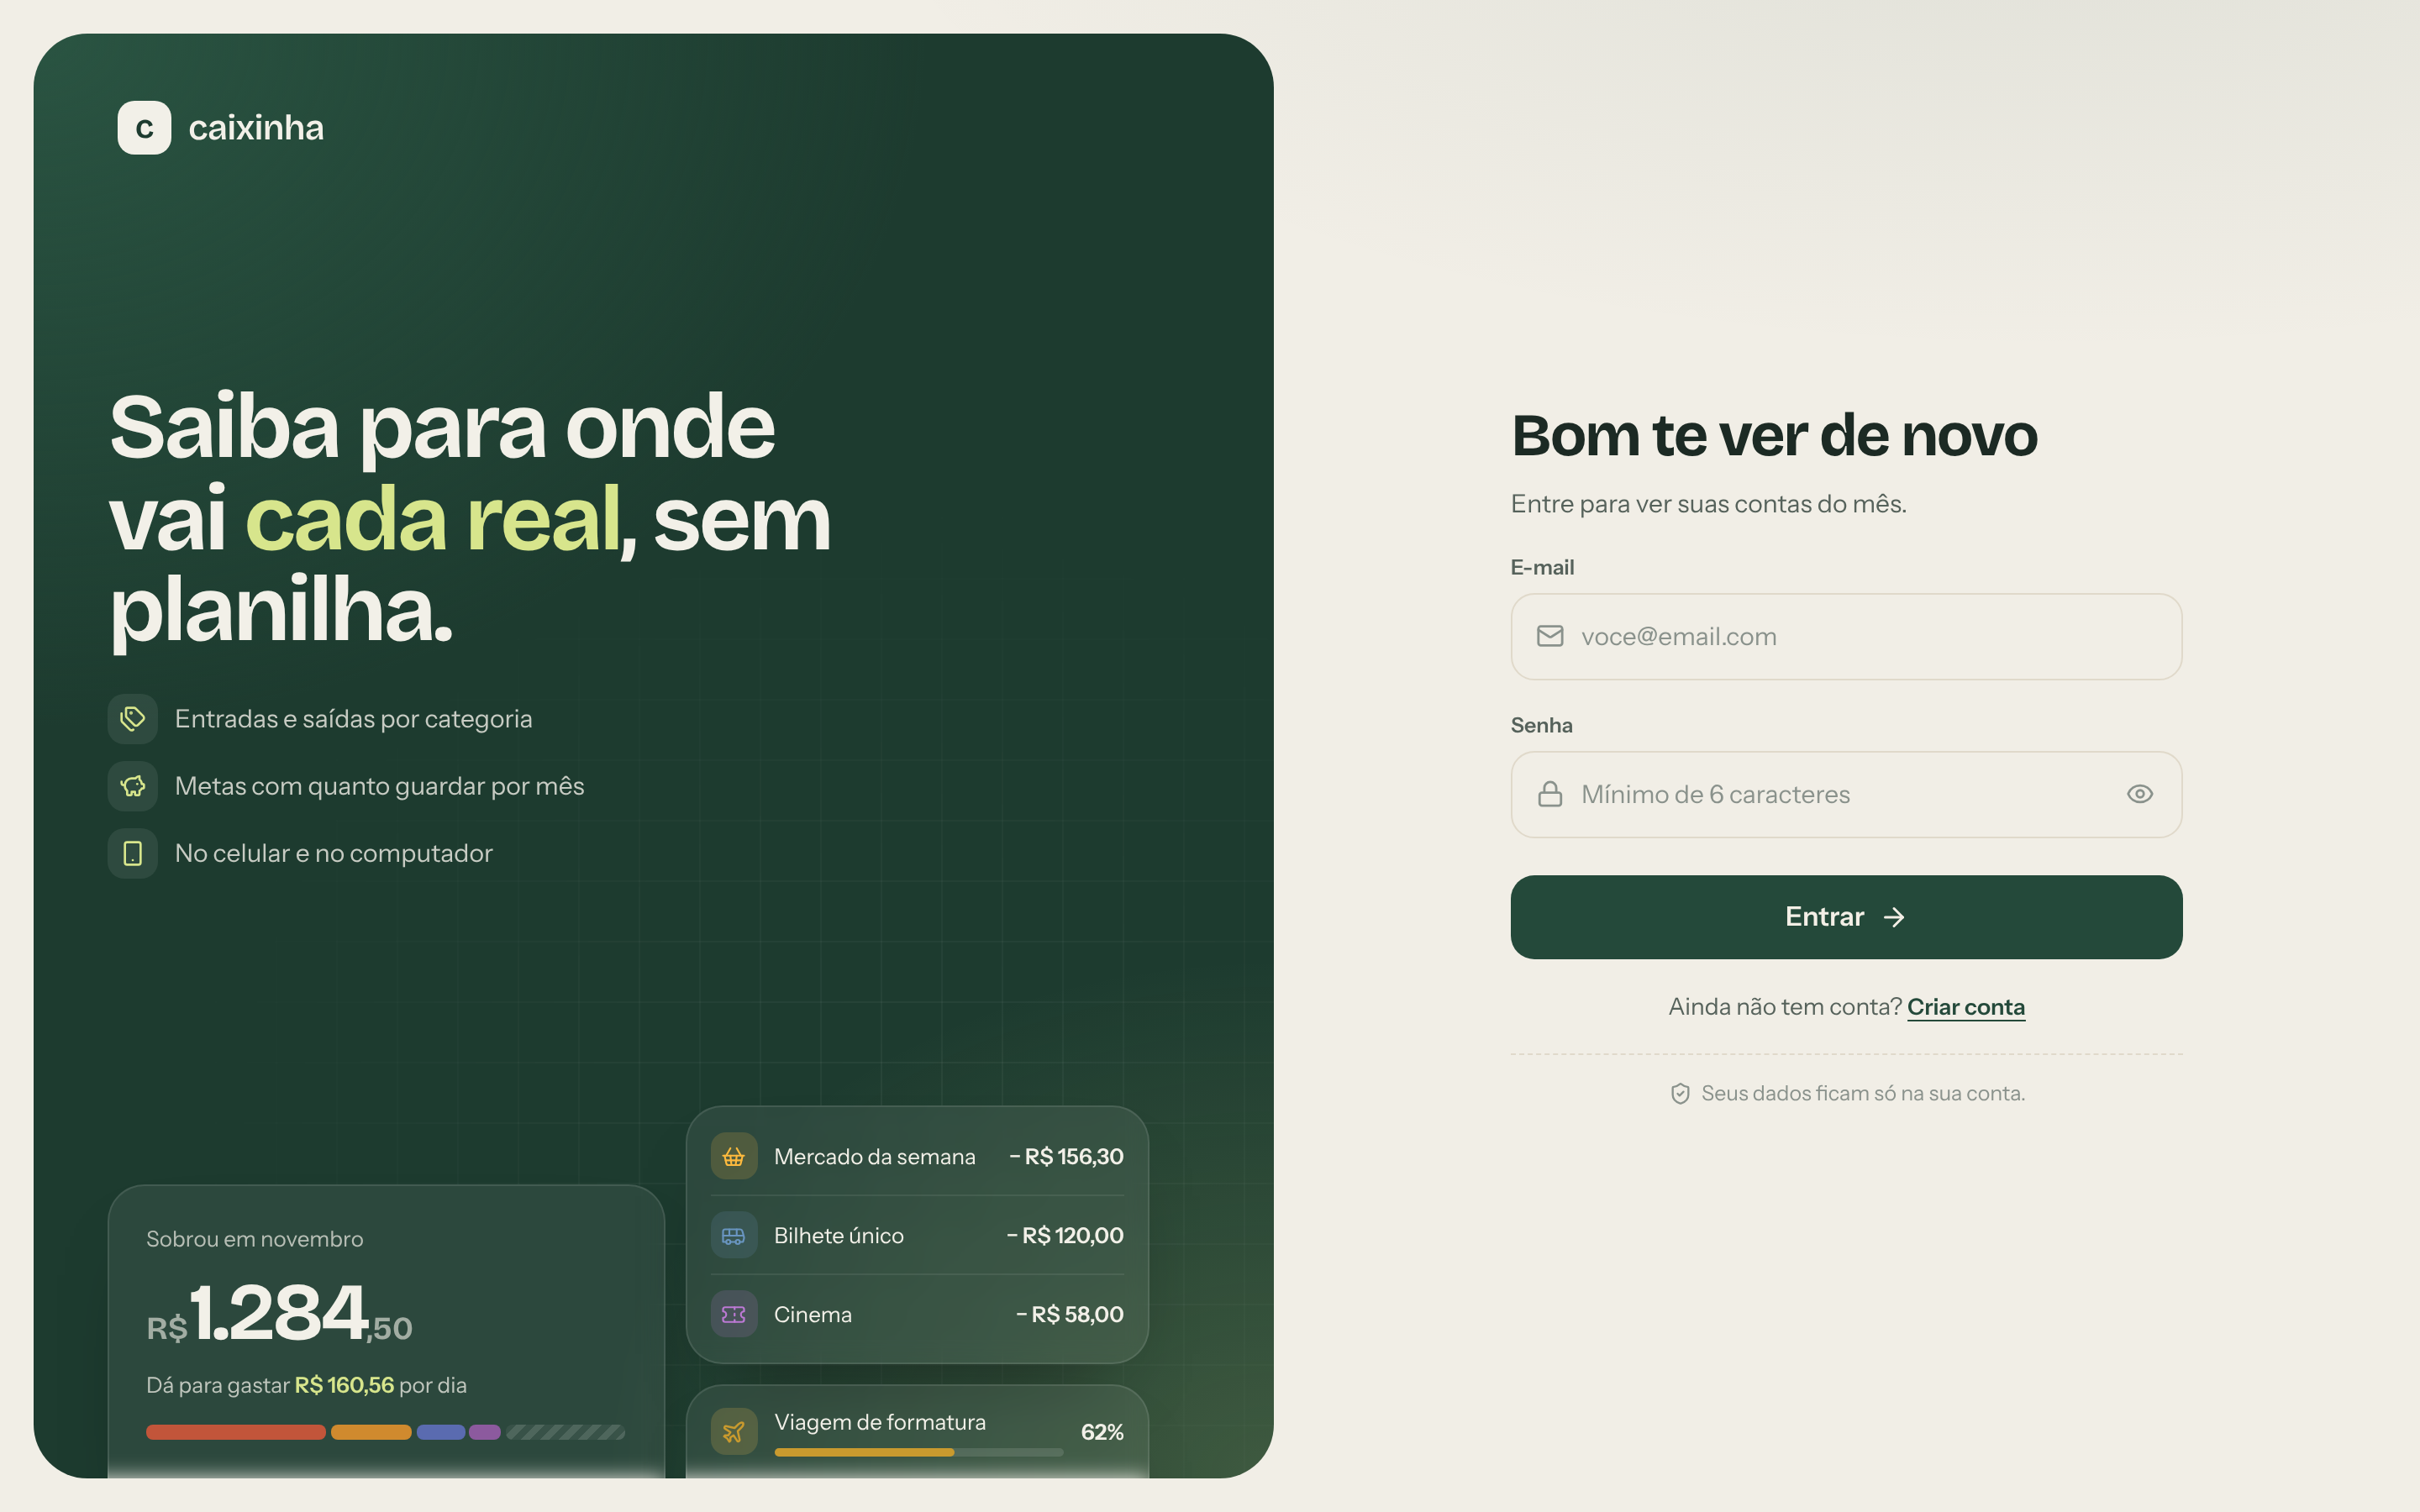 c caixinha
Saiba para onde
vai cada real, sem
planilha.
Entradas e saídas por categoria
Metas com quanto guardar por mês
No celular e no computador
Sobrou em novembro
R$1.284,50
Dá para gastar R$ 160,56 por dia
Mercado da semana − R$ 156,30
Bilhete único − R$ 120,00
Cinema − R$ 58,00
Viagem de formatura 62%
Bom te ver de novo
Entre para ver suas contas do mês.
E-mail
voce@email.com
Senha
Mínimo de 6 caracteres
Entrar →
Ainda não tem conta? Criar conta
Seus dados ficam só na sua conta.